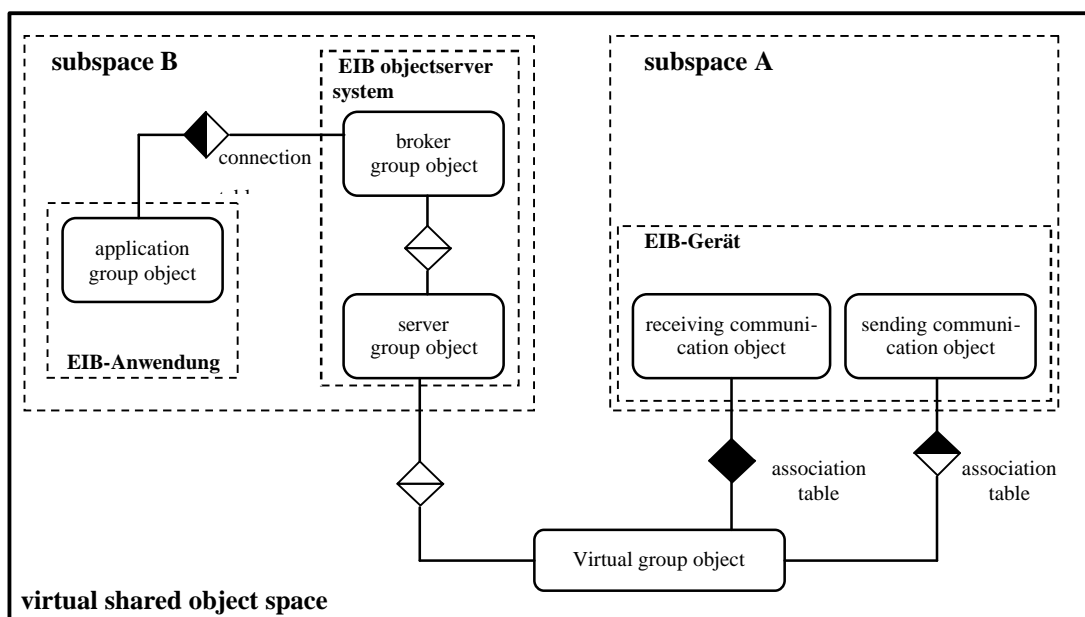 subspace B
EIB objectserver
system
broker
group object
connection
application
group object
EIB-Anwendung
server
group object
subspace A
EIB-Gerät
receiving communi-
cation object
sending communi-
cation object
association
table
association
table
Virtual group object
virtual shared object space